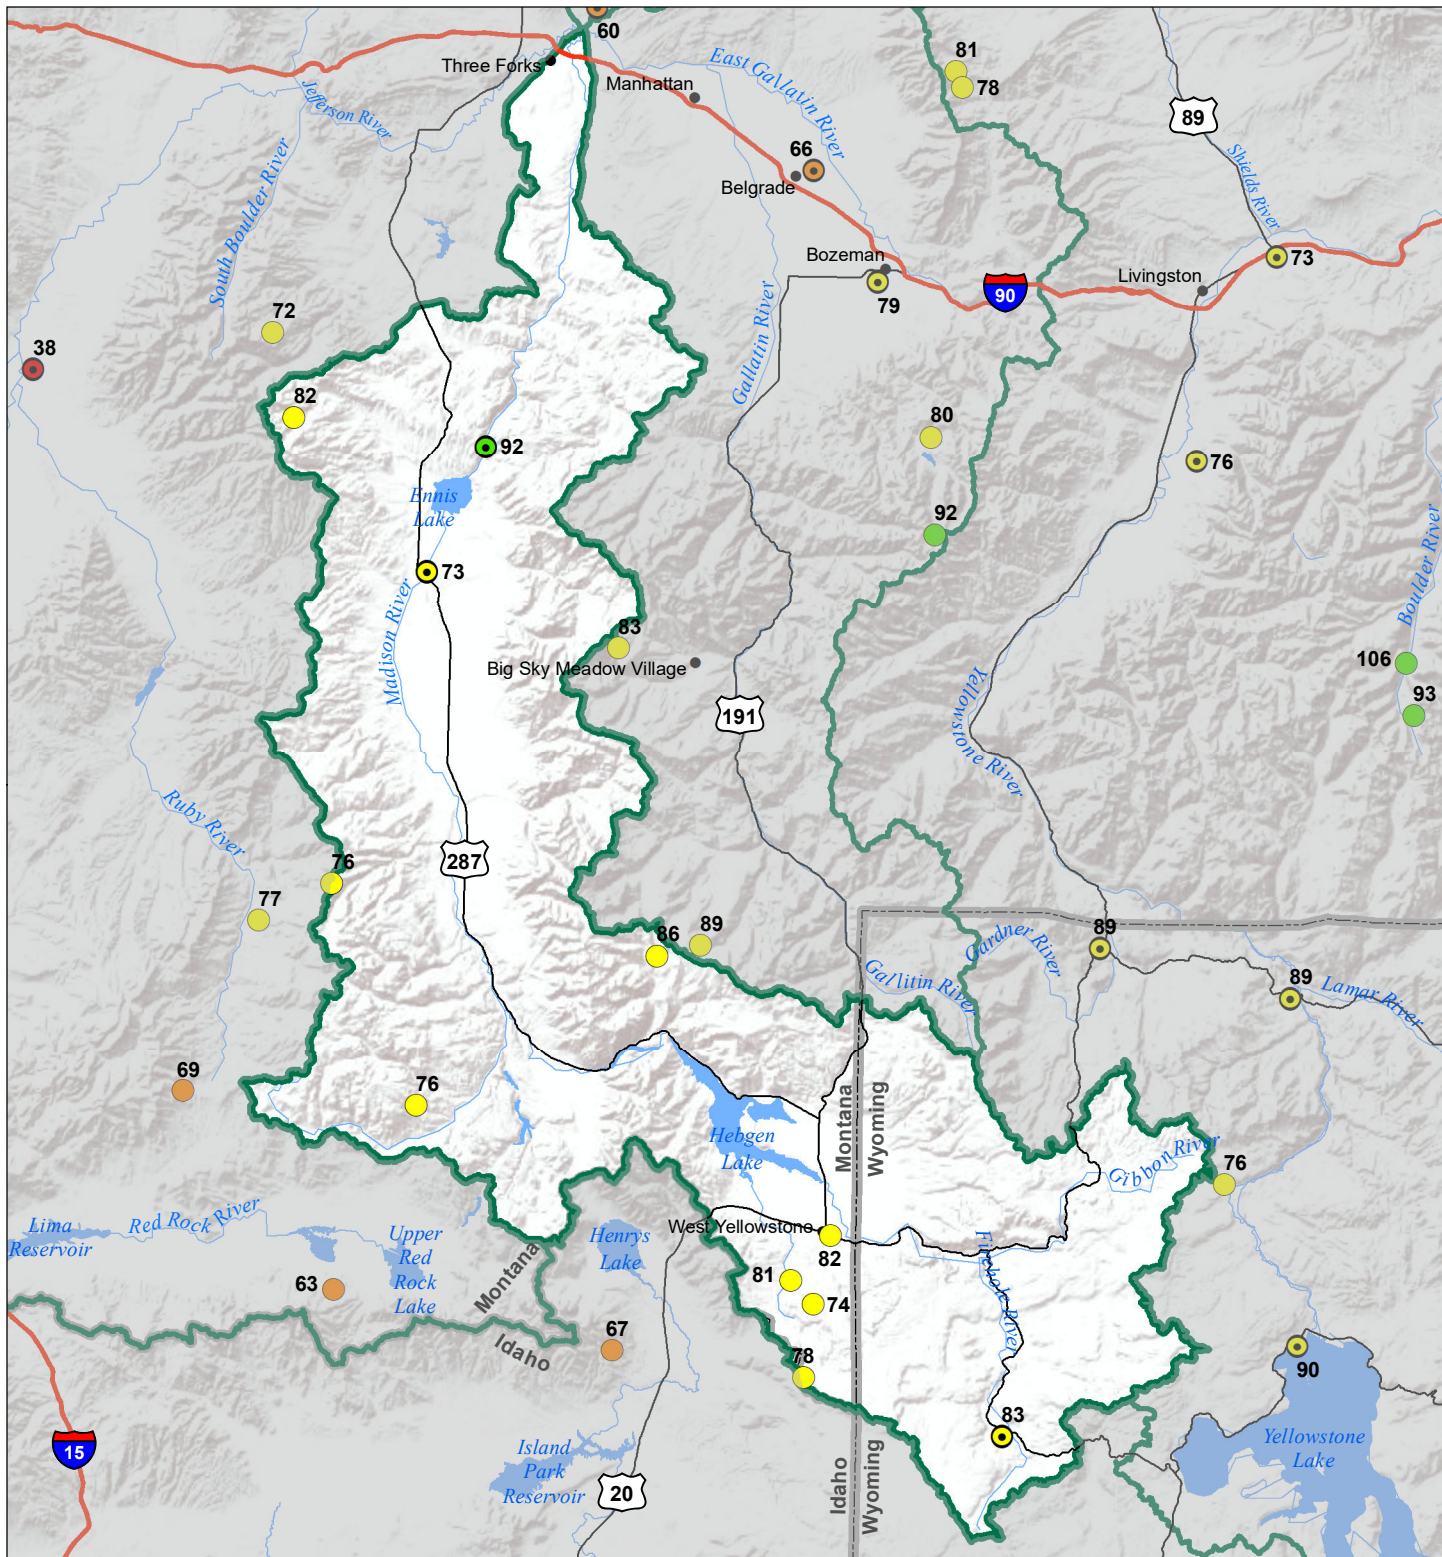 60
Three Forks
Manhattan
East Gallatin River
81
78
89
Jefferson River
66
Belgrade
Shields River
South Boulder River
Bozeman
79
90
Livingston
73
72
38
Gallatin River
82
92
80
76
Ennis
Lake
92
73
Boulder River
Madison River
83
Big Sky Meadow Village
106
93
191
Yellowstone River
Ruby River
76
287
77
86
89
89
Gardner River
Gallitin River
89
Lamar River
69
76
Montana
Wyoming
Hebgen
Lake
Gibbon River
76
Lima
Reservoir
Red Rock River
Upper
Red
Rock
Lake
Henrys
Lake
West Yellowstone
82
Firehole River
Montana
Idaho
63
81
74
67
78
90
83
15
Island
Park
Reservoir
20
Idaho
Wyoming
Yellowstone
Lake